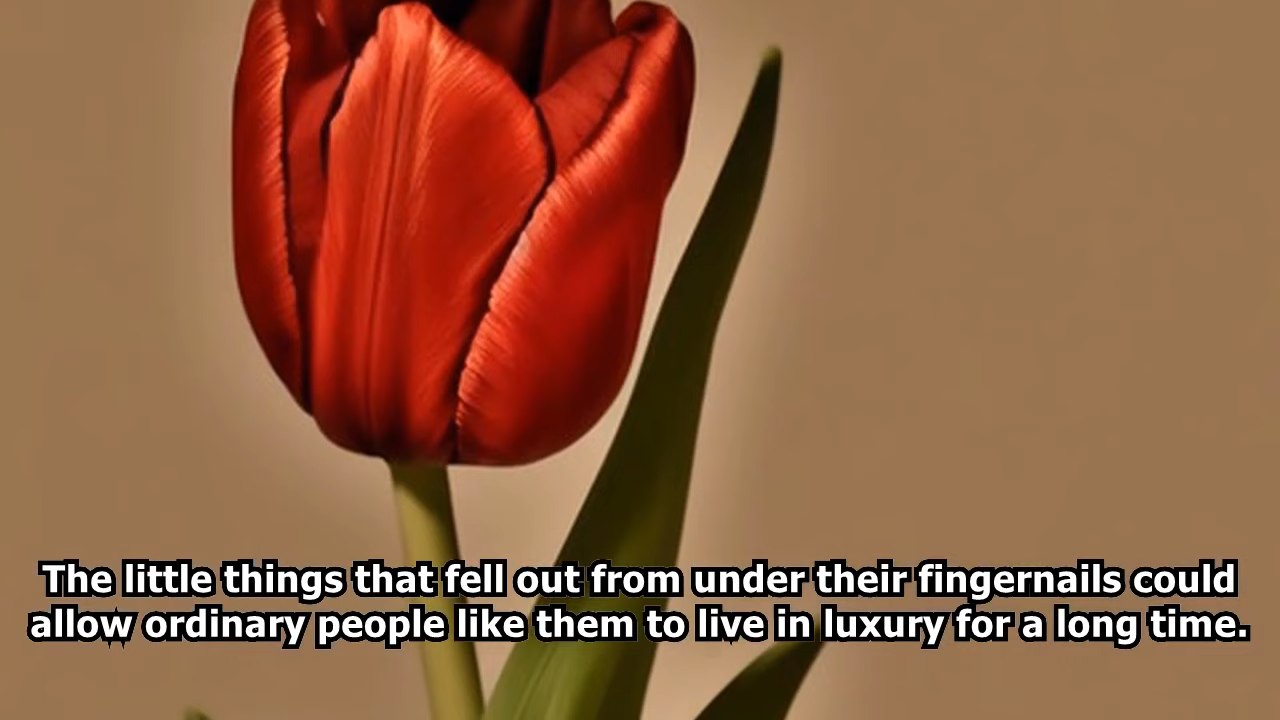 The little things that fell out from under their fingernails could
allow ordinary people like them to live in luxury for a long time.